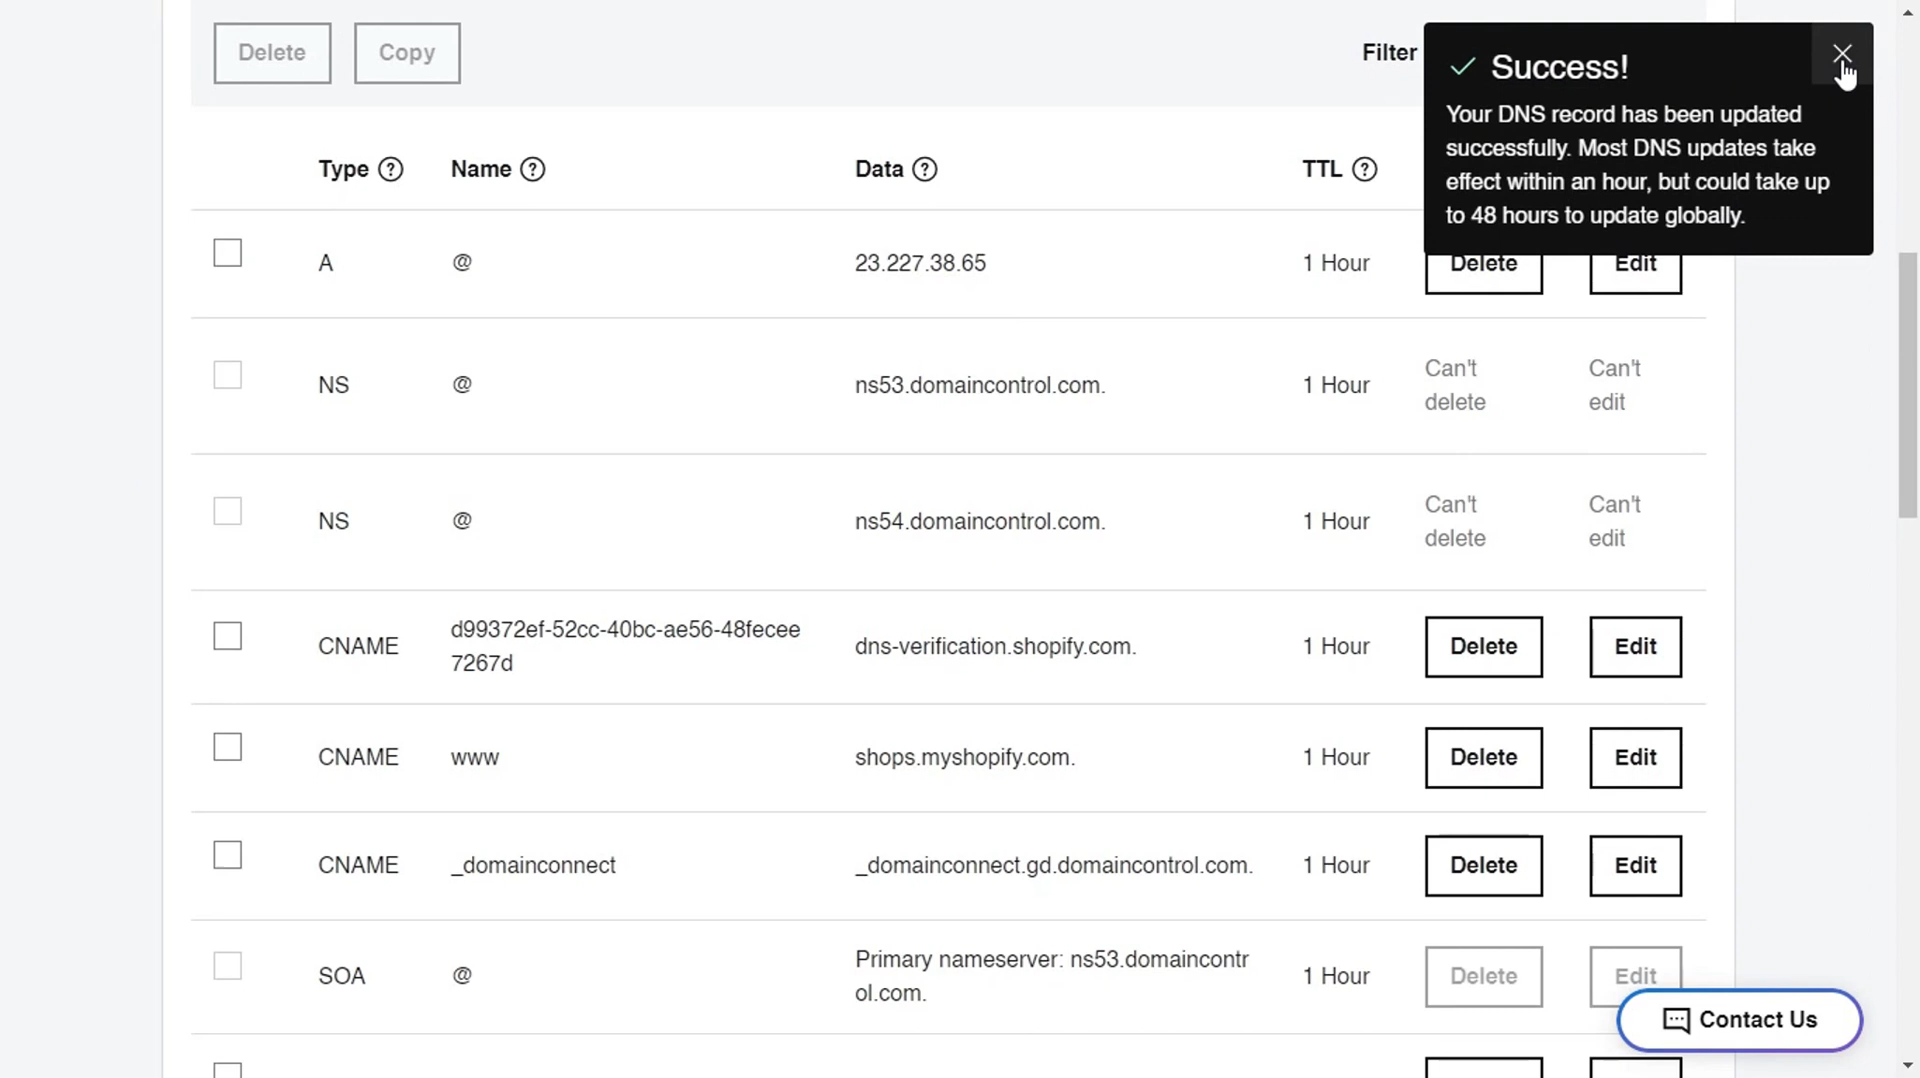 Delete Copy Filter
Success!
Your DNS record has been updated
successfully. Most DNS updates take
effect within an hour, but could take up
to 48 hours to update globally.
Type ? Name ? Data ? TTL ?
A @ 23.227.38.65 1 Hour Delete Edit
NS @ ns53.domaincontrol.com. 1 Hour Can't delete Can't edit
NS @ ns54.domaincontrol.com. 1 Hour Can't delete Can't edit
CNAME d99372ef-52cc-40bc-ae56-48fecee
7267d dns-verification.shopify.com. 1 Hour Delete Edit
CNAME www shops.myshopify.com. 1 Hour Delete Edit
CNAME _domainconnect _domainconnect.gd.domaincontrol.com. 1 Hour Delete Edit
SOA @ Primary nameserver: ns53.domaincontr
ol.com. 1 Hour Delete Edit
Contact Us